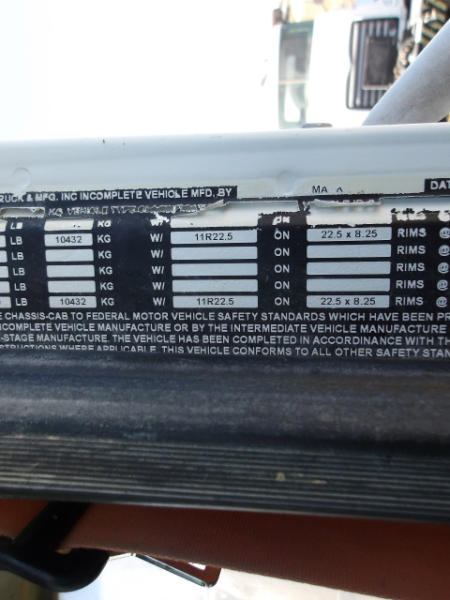 RUCK & MFG. INC INCOMPLETE VEHICLE MFD. BY MA DAT
KG
LB 10432 KG W/ 11R22.5 ON 22.5 x 8.25 RIMS @
LB KG W/ ON RIMS @
LB KG W/ ON RIMS @
LB KG W/ ON RIMS @
LB 10432 KG W/ 11R22.5 ON 22.5 x 8.25 RIMS @
E CHASSIS-CAB TO FEDERAL MOTOR VEHICLE SAFETY STANDARDS WHICH HAVE BEEN PR
NCOMPLETE VEHICLE MANUFACTURE OR BY THE INTERMEDIATE VEHICLE MANUFACTURE
-STAGE MANUFACTURE. THE VEHICLE HAS BEEN COMPLETED IN ACCORDANCE WITH TH
STRUCTIONS WHERE APPLICABLE. THIS VEHICLE CONFORMS TO ALL OTHER SAFETY STAN